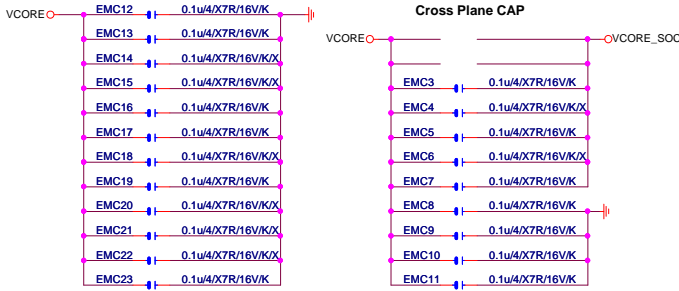 VCORE
EMC12 0.1u/4/X7R/16V/K
EMC13 0.1u/4/X7R/16V/K
EMC14 0.1u/4/X7R/16V/K/X
EMC15 0.1u/4/X7R/16V/K/X
EMC16 0.1u/4/X7R/16V/K
EMC17 0.1u/4/X7R/16V/K
EMC18 0.1u/4/X7R/16V/K/X
EMC19 0.1u/4/X7R/16V/K
EMC20 0.1u/4/X7R/16V/K/X
EMC21 0.1u/4/X7R/16V/K/X
EMC22 0.1u/4/X7R/16V/K/X
EMC23 0.1u/4/X7R/16V/K
Cross Plane CAP
VCORE
VCORE_SOC
EMC3 0.1u/4/X7R/16V/K
EMC4 0.1u/4/X7R/16V/K/X
EMC5 0.1u/4/X7R/16V/K
EMC6 0.1u/4/X7R/16V/K/X
EMC7 0.1u/4/X7R/16V/K
EMC8 0.1u/4/X7R/16V/K
EMC9 0.1u/4/X7R/16V/K
EMC10 0.1u/4/X7R/16V/K
EMC11 0.1u/4/X7R/16V/K